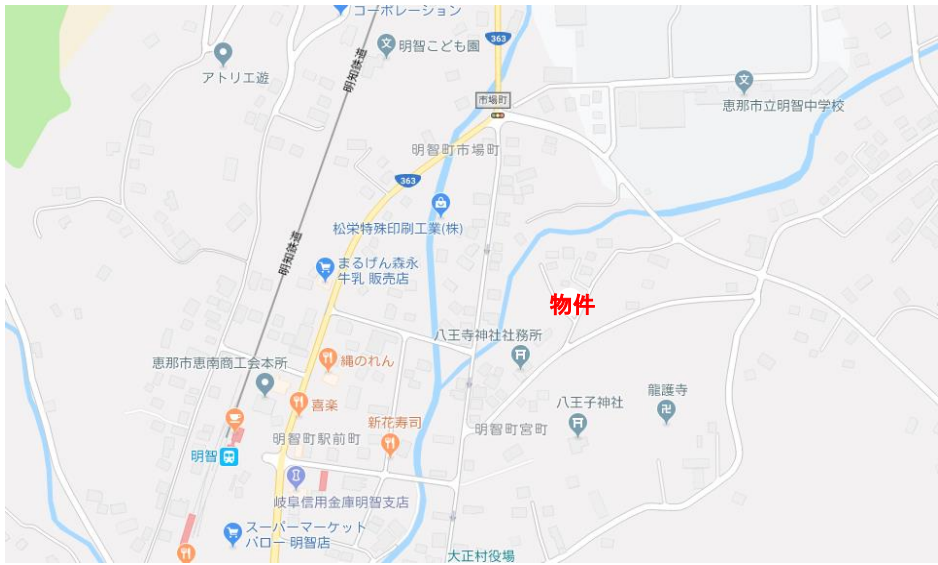 コーポレーション
明智こども園
363
アトリエ遊
明知鉄道
市場町
恵那市立明智中学校
明智町市場町
363
松栄特殊印刷工業(株)
明知鉄道
まるげん森永
牛乳 販売店
物件
八王寺神社社務所
恵那市恵南商工会本所
縄のれん
喜楽
八王子神社
龍護寺
新花寿司
明智町宮町
明智町駅前町
明智
岐阜信用金庫明智支店
スーパーマーケット
バロー 明智店
大正村役場